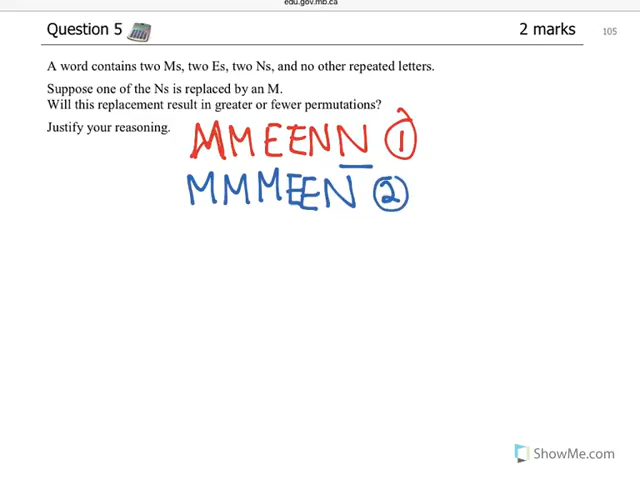 edu.gov.mb.ca
Question 5 2 marks 105
A word contains two Ms, two Es, two Ns, and no other repeated letters.
Suppose one of the Ns is replaced by an M.
Will this replacement result in greater or fewer permutations?
Justify your reasoning.
MMEENN 1
MMMEEN 2
ShowMe.com